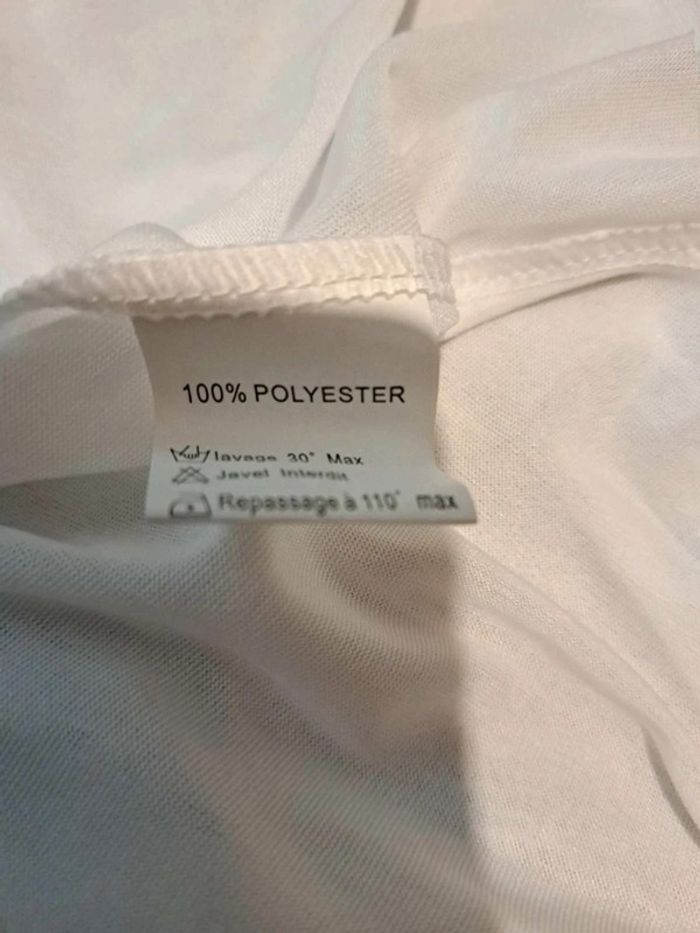 100% POLYESTER
lavage 30° Max
Javel Interdit
Repassage à 110° max